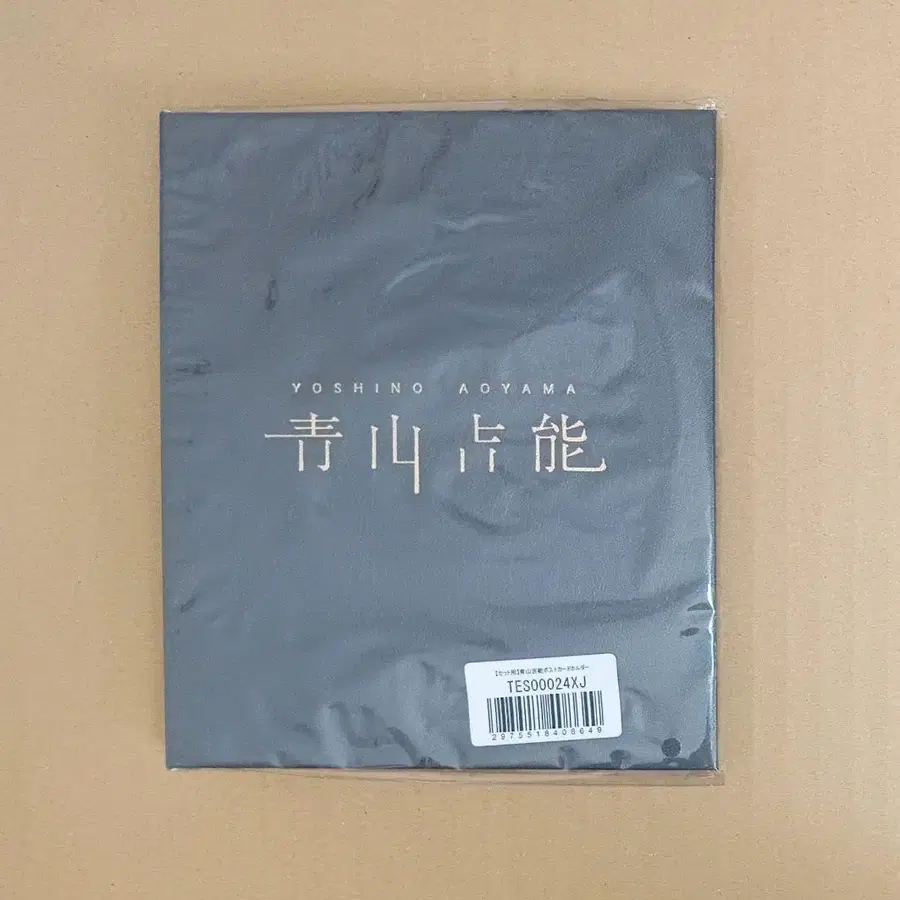 YOSHINO AOYAMA
青山吉能
【セット用】青山吉能ポストカードホルダー
TES00024XJ
2975518408649